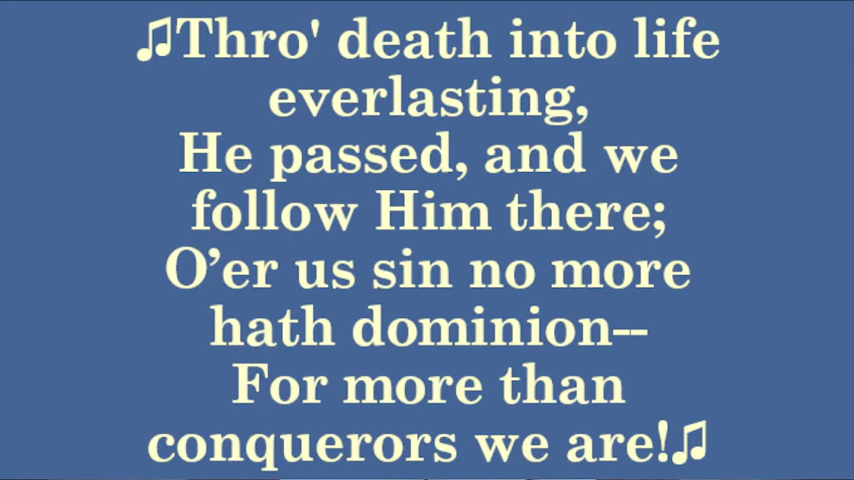 ♫Thro' death into life
everlasting,
He passed, and we
follow Him there;
O’er us sin no more
hath dominion--
For more than
conquerors we are!♫